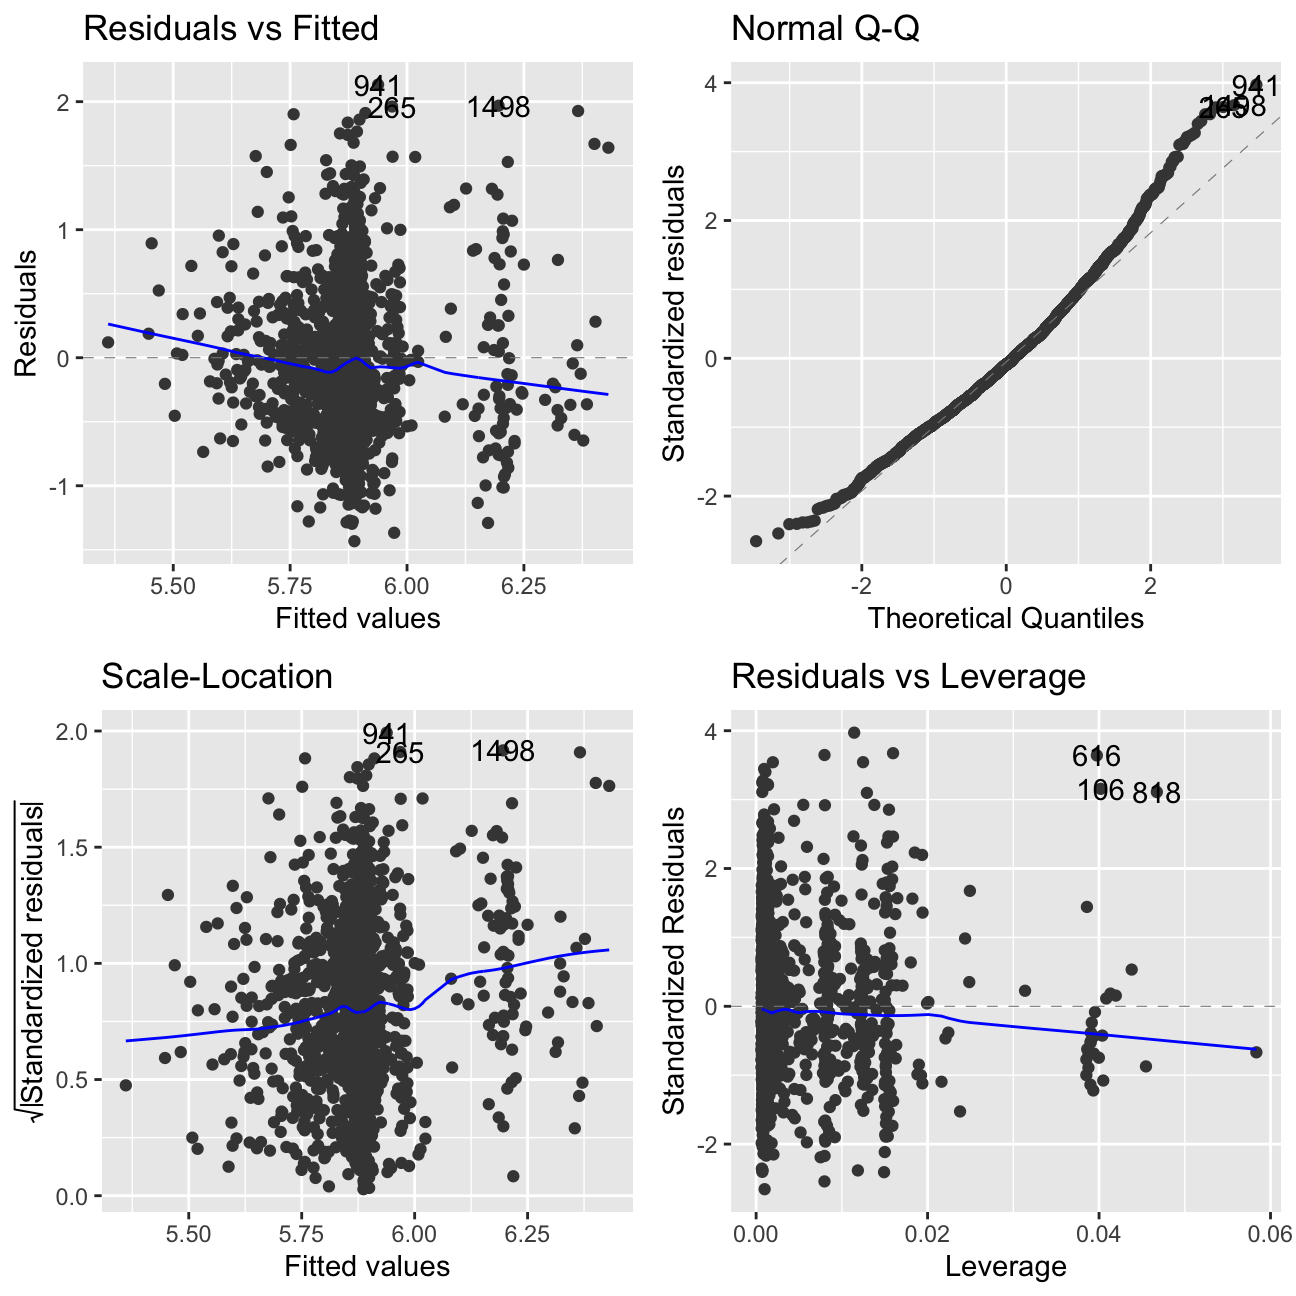 Residuals vs Fitted
941
265
1498
2
1
0
-1
Residuals
5.50 5.75 6.00 6.25
Fitted values
Normal Q-Q
941
265
1498
4
2
0
-2
Standardized residuals
-2 0 2
Theoretical Quantiles
Scale-Location
941
265
1498
2.0
1.5
1.0
0.5
0.0
√|Standardized residuals|
5.50 5.75 6.00 6.25
Fitted values
Residuals vs Leverage
616
106 818
4
2
0
-2
Standardized Residuals
0.00 0.02 0.04 0.06
Leverage